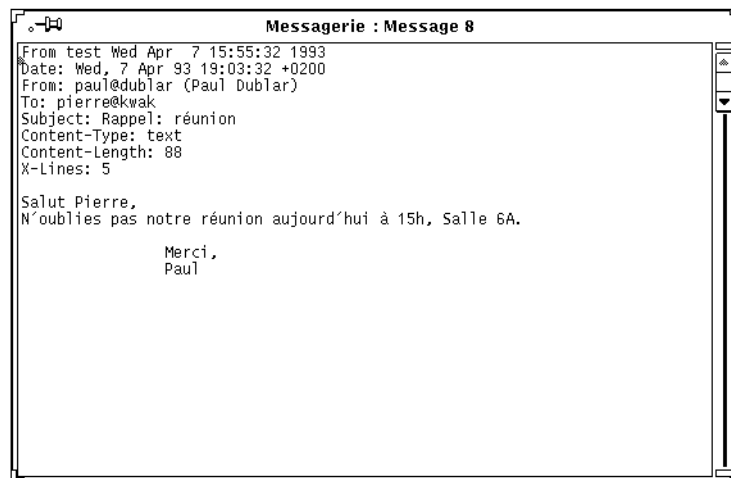 Messagerie : Message 8
From test Wed Apr  7 15:55:32 1993
Date: Wed, 7 Apr 93 19:03:32 +0200
From: paul@dublar (Paul Dublar)
To: pierre@kwak
Subject: Rappel: réunion
Content-Type: text
Content-Length: 88
X-Lines: 5
Salut Pierre,
N´oublies pas notre réunion aujourd´hui à 15h, Salle 6A.
Merci,
Paul